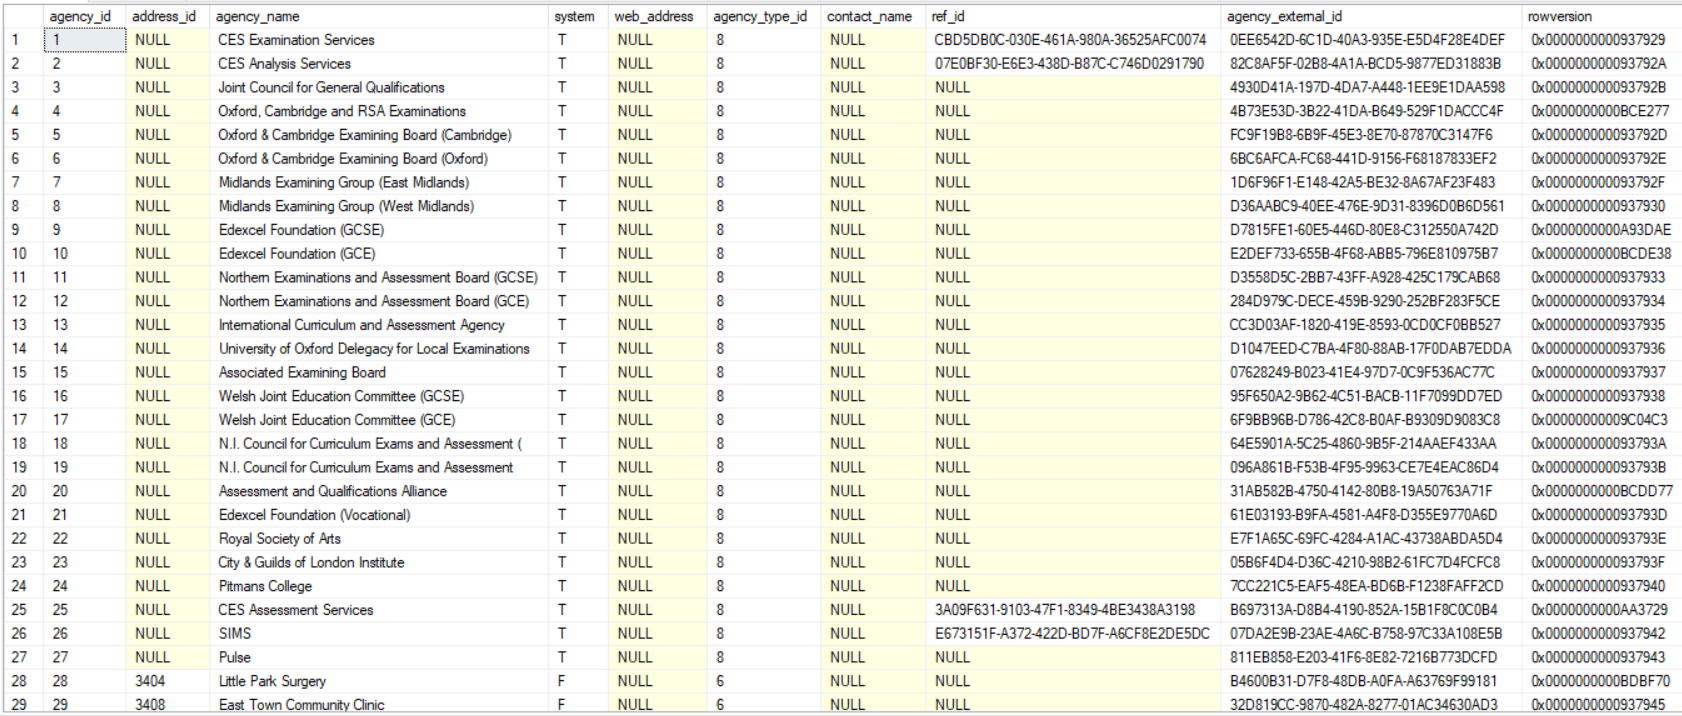 agency_id address_id agency_name system web_address agency_type_id contact_name ref_id agency_external_id rowversion
1 1 NULL CES Examination Services T NULL 8 NULL CBD5DB0C-030E-461A-980A-36525AFC0074 0EE6542D-6C1D-40A3-935E-E5D4F28E4DEF 0x0000000000937929
2 2 NULL CES Analysis Services T NULL 8 NULL 07E0BF30-E6E3-438D-B87C-C746D0291790 82C8AF5F-02B8-4A1A-BCD5-9877ED31883B 0x000000000093792A
3 3 NULL Joint Council for General Qualifications T NULL 8 NULL NULL 4930D41A-197D-4DA7-A448-1EE9E1DAA598 0x000000000093792B
4 4 NULL Oxford, Cambridge and RSA Examinations T NULL 8 NULL NULL 4B73E53D-3B22-41DA-B649-529F1DACCC4F 0x0000000000BCE277
5 5 NULL Oxford & Cambridge Examining Board (Cambridge) T NULL 8 NULL NULL FC9F19B8-6B9F-45E3-8E70-87870C3147F6 0x000000000093792D
6 6 NULL Oxford & Cambridge Examining Board (Oxford) T NULL 8 NULL NULL 6BC6AFCA-FC68-441D-9156-F68187833EF2 0x000000000093792E
7 7 NULL Midlands Examining Group (East Midlands) T NULL 8 NULL NULL 1D6F96F1-E148-42A5-BE32-8A67AF23F483 0x000000000093792F
8 8 NULL Midlands Examining Group (West Midlands) T NULL 8 NULL NULL D36AABC9-40EE-476E-9D31-8396D0B6D561 0x0000000000937930
9 9 NULL Edexcel Foundation (GCSE) T NULL 8 NULL NULL D7815FE1-60E5-446D-80E8-C312550A742D 0x0000000000A93DAE
10 10 NULL Edexcel Foundation (GCE) T NULL 8 NULL NULL E2DEF733-655B-4F68-ABB5-796E810975B7 0x0000000000BCDE38
11 11 NULL Northern Examinations and Assessment Board (GCSE) T NULL 8 NULL NULL D3558D5C-2BB7-43FF-A928-425C179CAB68 0x0000000000937933
12 12 NULL Northern Examinations and Assessment Board (GCE) T NULL 8 NULL NULL 284D979C-DECE-459B-9290-252BF283F5CE 0x0000000000937934
13 13 NULL International Curriculum and Assessment Agency T NULL 8 NULL NULL CC3D03AF-1820-419E-8593-0CD0CF0BB527 0x0000000000937935
14 14 NULL University of Oxford Delegacy for Local Examinations T NULL 8 NULL NULL D1047EED-C7BA-4F80-88AB-17F0DAB7EDDA 0x0000000000937936
15 15 NULL Associated Examining Board T NULL 8 NULL NULL 07628249-B023-41E4-97D7-0C9F536AC77C 0x0000000000937937
16 16 NULL Welsh Joint Education Committee (GCSE) T NULL 8 NULL NULL 95F650A2-9B62-4C51-BACB-11F7099DD7ED 0x0000000000937938
17 17 NULL Welsh Joint Education Committee (GCE) T NULL 8 NULL NULL 6F9BB96B-D786-42C8-B0AF-B9309D9083C8 0x00000000009C04C3
18 18 NULL N.I. Council for Curriculum Exams and Assessment ( T NULL 8 NULL NULL 64E5901A-5C25-4860-9B5F-214AAEF433AA 0x000000000093793A
19 19 NULL N.I. Council for Curriculum Exams and Assessment T NULL 8 NULL NULL 096A861B-F53B-4F95-9963-CE7E4EAC86D4 0x000000000093793B
20 20 NULL Assessment and Qualifications Alliance T NULL 8 NULL NULL 31AB582B-4750-4142-80B8-19A50763A71F 0x0000000000BCDD77
21 21 NULL Edexcel Foundation (Vocational) T NULL 8 NULL NULL 61E03193-B9FA-4581-A4F8-D355E9770A6D 0x000000000093793D
22 22 NULL Royal Society of Arts T NULL 8 NULL NULL E7F1A65C-69FC-4284-A1AC-43738ABDA5D4 0x000000000093793E
23 23 NULL City & Guilds of London Institute T NULL 8 NULL NULL 05B6F4D4-D36C-4210-98B2-61FC7D4FCFC8 0x000000000093793F
24 24 NULL Pitmans College T NULL 8 NULL NULL 7CC221C5-EAF5-48EA-BD6B-F1238FAFF2CD 0x0000000000937940
25 25 NULL CES Assessment Services T NULL 8 NULL 3A09F631-9103-47F1-8349-4BE3438A3198 B697313A-D8B4-4190-852A-15B1F8C0C0B4 0x0000000000AA3729
26 26 NULL SIMS T NULL 8 NULL E673151F-A372-422D-BD7F-A6CF8E2DE5DC 07DA2E9B-23AE-4A6C-B758-97C33A108E5B 0x0000000000937942
27 27 NULL Pulse T NULL 8 NULL NULL 811EB858-E203-41F6-8E82-7216B773DCFD 0x0000000000937943
28 28 3404 Little Park Surgery F NULL 6 NULL NULL B4600B31-D7F8-48DB-A0FA-A63769F99181 0x0000000000BDBF70
29 29 3408 East Town Community Clinic F NULL 6 NULL NULL 32D819CC-9870-482A-8277-01AC34630AD3 0x0000000000937945